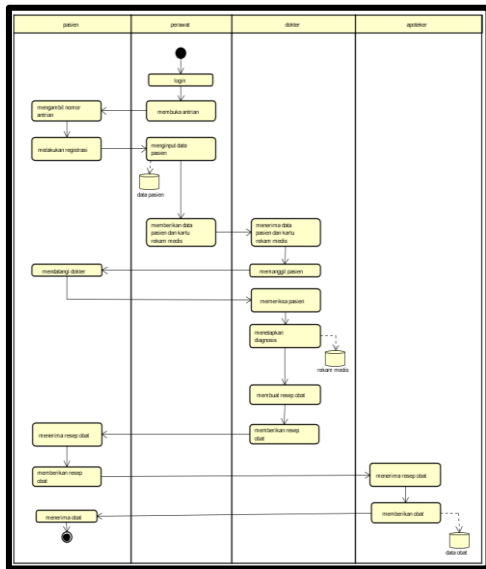 pasien
perawat
dokter
apoteker
login
mengambil nomor
antrian
membuka antrian
melakukan registrasi
menginput data
pasien
data pasien
memberikan data
pasien dan kartu
rekam medis
menerima data
pasien dan kartu
rekam medis
mendatangi dokter
memanggil pasien
memeriksa pasien
menetapkan
diagnosis
rekam medis
membuat resep obat
menerima resep obat
memberikan resep
obat
memberikan resep
obat
menerima resep obat
menerima obat
memberikan obat
data obat